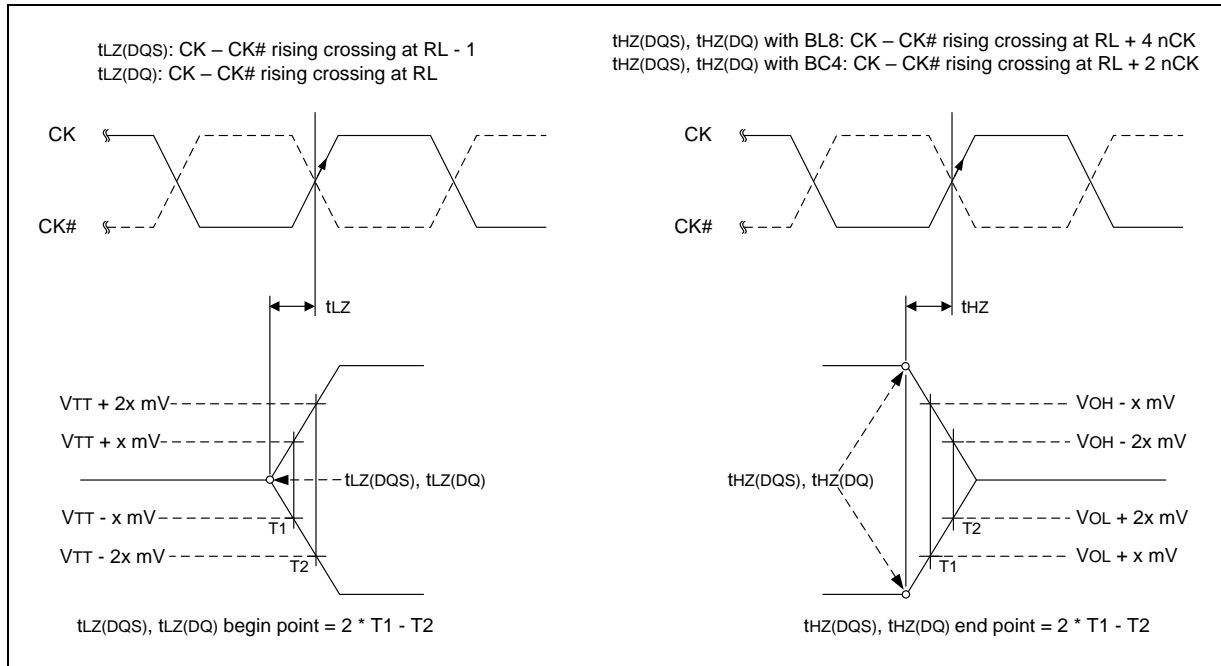 tLZ(DQS): CK – CK# rising crossing at RL - 1
tLZ(DQ): CK – CK# rising crossing at RL
CK
CK#
tLZ
VTT + 2x mV
VTT + x mV
tLZ(DQS), tLZ(DQ)
VTT - x mV
T1
VTT - 2x mV
T2
tLZ(DQS), tLZ(DQ) begin point = 2 * T1 - T2
tHZ(DQS), tHZ(DQ) with BL8: CK – CK# rising crossing at RL + 4 nCK
tHZ(DQS), tHZ(DQ) with BC4: CK – CK# rising crossing at RL + 2 nCK
CK
CK#
tHZ
VOH - x mV
VOH - 2x mV
tHZ(DQS), tHZ(DQ)
VOL + 2x mV
T2
VOL + x mV
T1
tHZ(DQS), tHZ(DQ) end point = 2 * T1 - T2